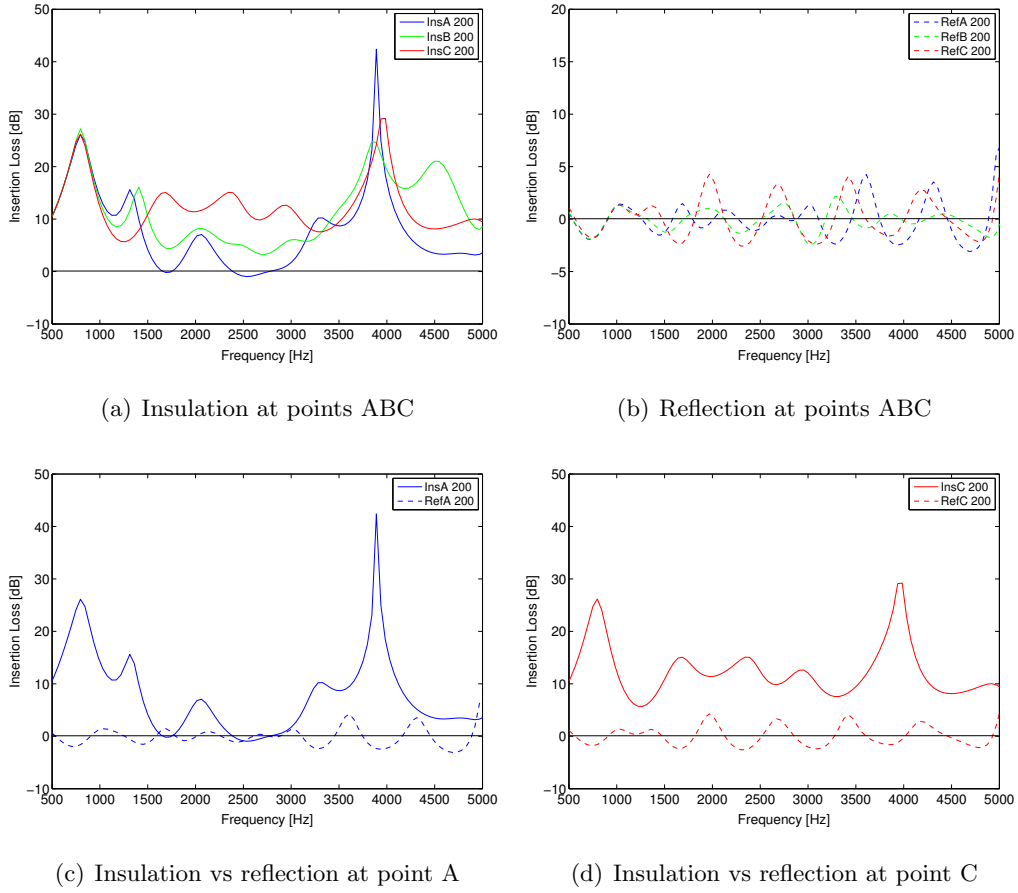 50
40
30
20
10
0
−10
500 1000 1500 2000 2500 3000 3500 4000 4500 5000
Frequency [Hz]
Insertion Loss [dB]
InsA 200
InsB 200
InsC 200
(a) Insulation at points ABC
20
15
10
5
0
−5
−10
500 1000 1500 2000 2500 3000 3500 4000 4500 5000
Frequency [Hz]
Insertion Loss [dB]
RefA 200
RefB 200
RefC 200
(b) Reflection at points ABC
50
40
30
20
10
0
−10
500 1000 1500 2000 2500 3000 3500 4000 4500 5000
Frequency [Hz]
Insertion Loss [dB]
InsA 200
RefA 200
(c) Insulation vs reflection at point A
50
40
30
20
10
0
−10
500 1000 1500 2000 2500 3000 3500 4000 4500 5000
Frequency [Hz]
Insertion Loss [dB]
InsC 200
RefC 200
(d) Insulation vs reflection at point C